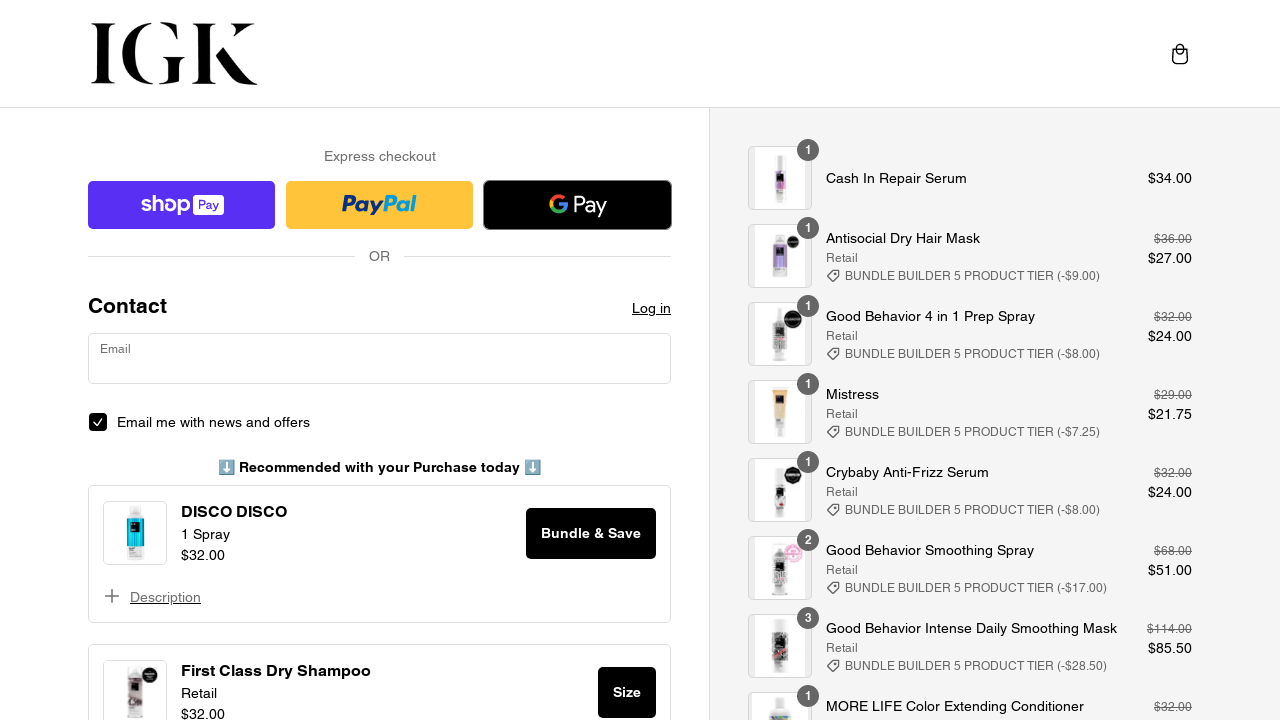 IGK
Express checkout
shop Pay
PayPal
G Pay
OR
Contact
Log in
Email
Email me with news and offers
⬇️ Recommended with your Purchase today ⬇️
DISCO DISCO
1 Spray
$32.00
Bundle & Save
Description
First Class Dry Shampoo
Retail
$32.00
Size
1
Cash In Repair Serum
$34.00
1
Antisocial Dry Hair Mask
Retail
BUNDLE BUILDER 5 PRODUCT TIER (-$9.00)
$36.00
$27.00
1
Good Behavior 4 in 1 Prep Spray
Retail
BUNDLE BUILDER 5 PRODUCT TIER (-$8.00)
$32.00
$24.00
1
Mistress
Retail
BUNDLE BUILDER 5 PRODUCT TIER (-$7.25)
$29.00
$21.75
1
Crybaby Anti-Frizz Serum
Retail
BUNDLE BUILDER 5 PRODUCT TIER (-$8.00)
$32.00
$24.00
2
Good Behavior Smoothing Spray
Retail
BUNDLE BUILDER 5 PRODUCT TIER (-$17.00)
$68.00
$51.00
3
Good Behavior Intense Daily Smoothing Mask
Retail
BUNDLE BUILDER 5 PRODUCT TIER (-$28.50)
$114.00
$85.50
1
MORE LIFE Color Extending Conditioner
$32.00